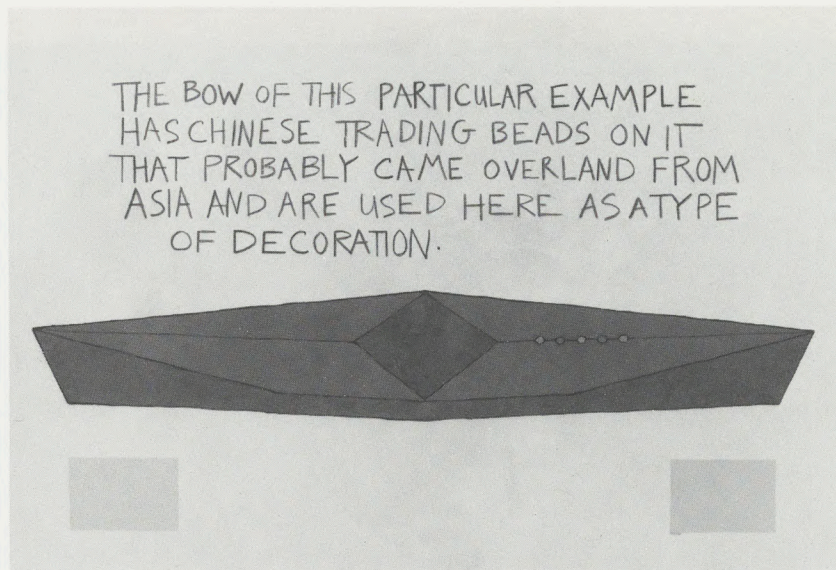 THE BOW OF THIS PARTICULAR EXAMPLE
HAS CHINESE TRADING BEADS ON IT
THAT PROBABLY CAME OVERLAND FROM
ASIA AND ARE USED HERE AS A TYPE
OF DECORATION.